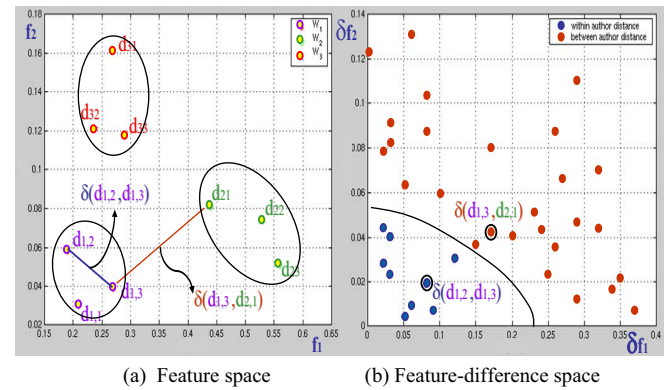 f2
0.18
0.16
0.14
0.12
0.1
0.08
0.06
0.04
0.02
0.15 0.2 0.25 0.3 0.35 0.4 0.45 0.5 0.55 0.6 0.65
f1
W1
W2
W3
d31
d32
d33
δ(d1,2,d1,3)
d21
d22
d23
d1,2
d1,3
d1,1
δ(d1,3,d2,1)
δf2
0.14
0.12
0.1
0.08
0.06
0.04
0.02
0
0 0.05 0.1 0.15 0.2 0.25 0.3 0.35 0.4
δf1
within author distance
between author distance
δ(d1,3,d2,1)
δ(d1,2,d1,3)
(a) Feature space
(b) Feature-difference space